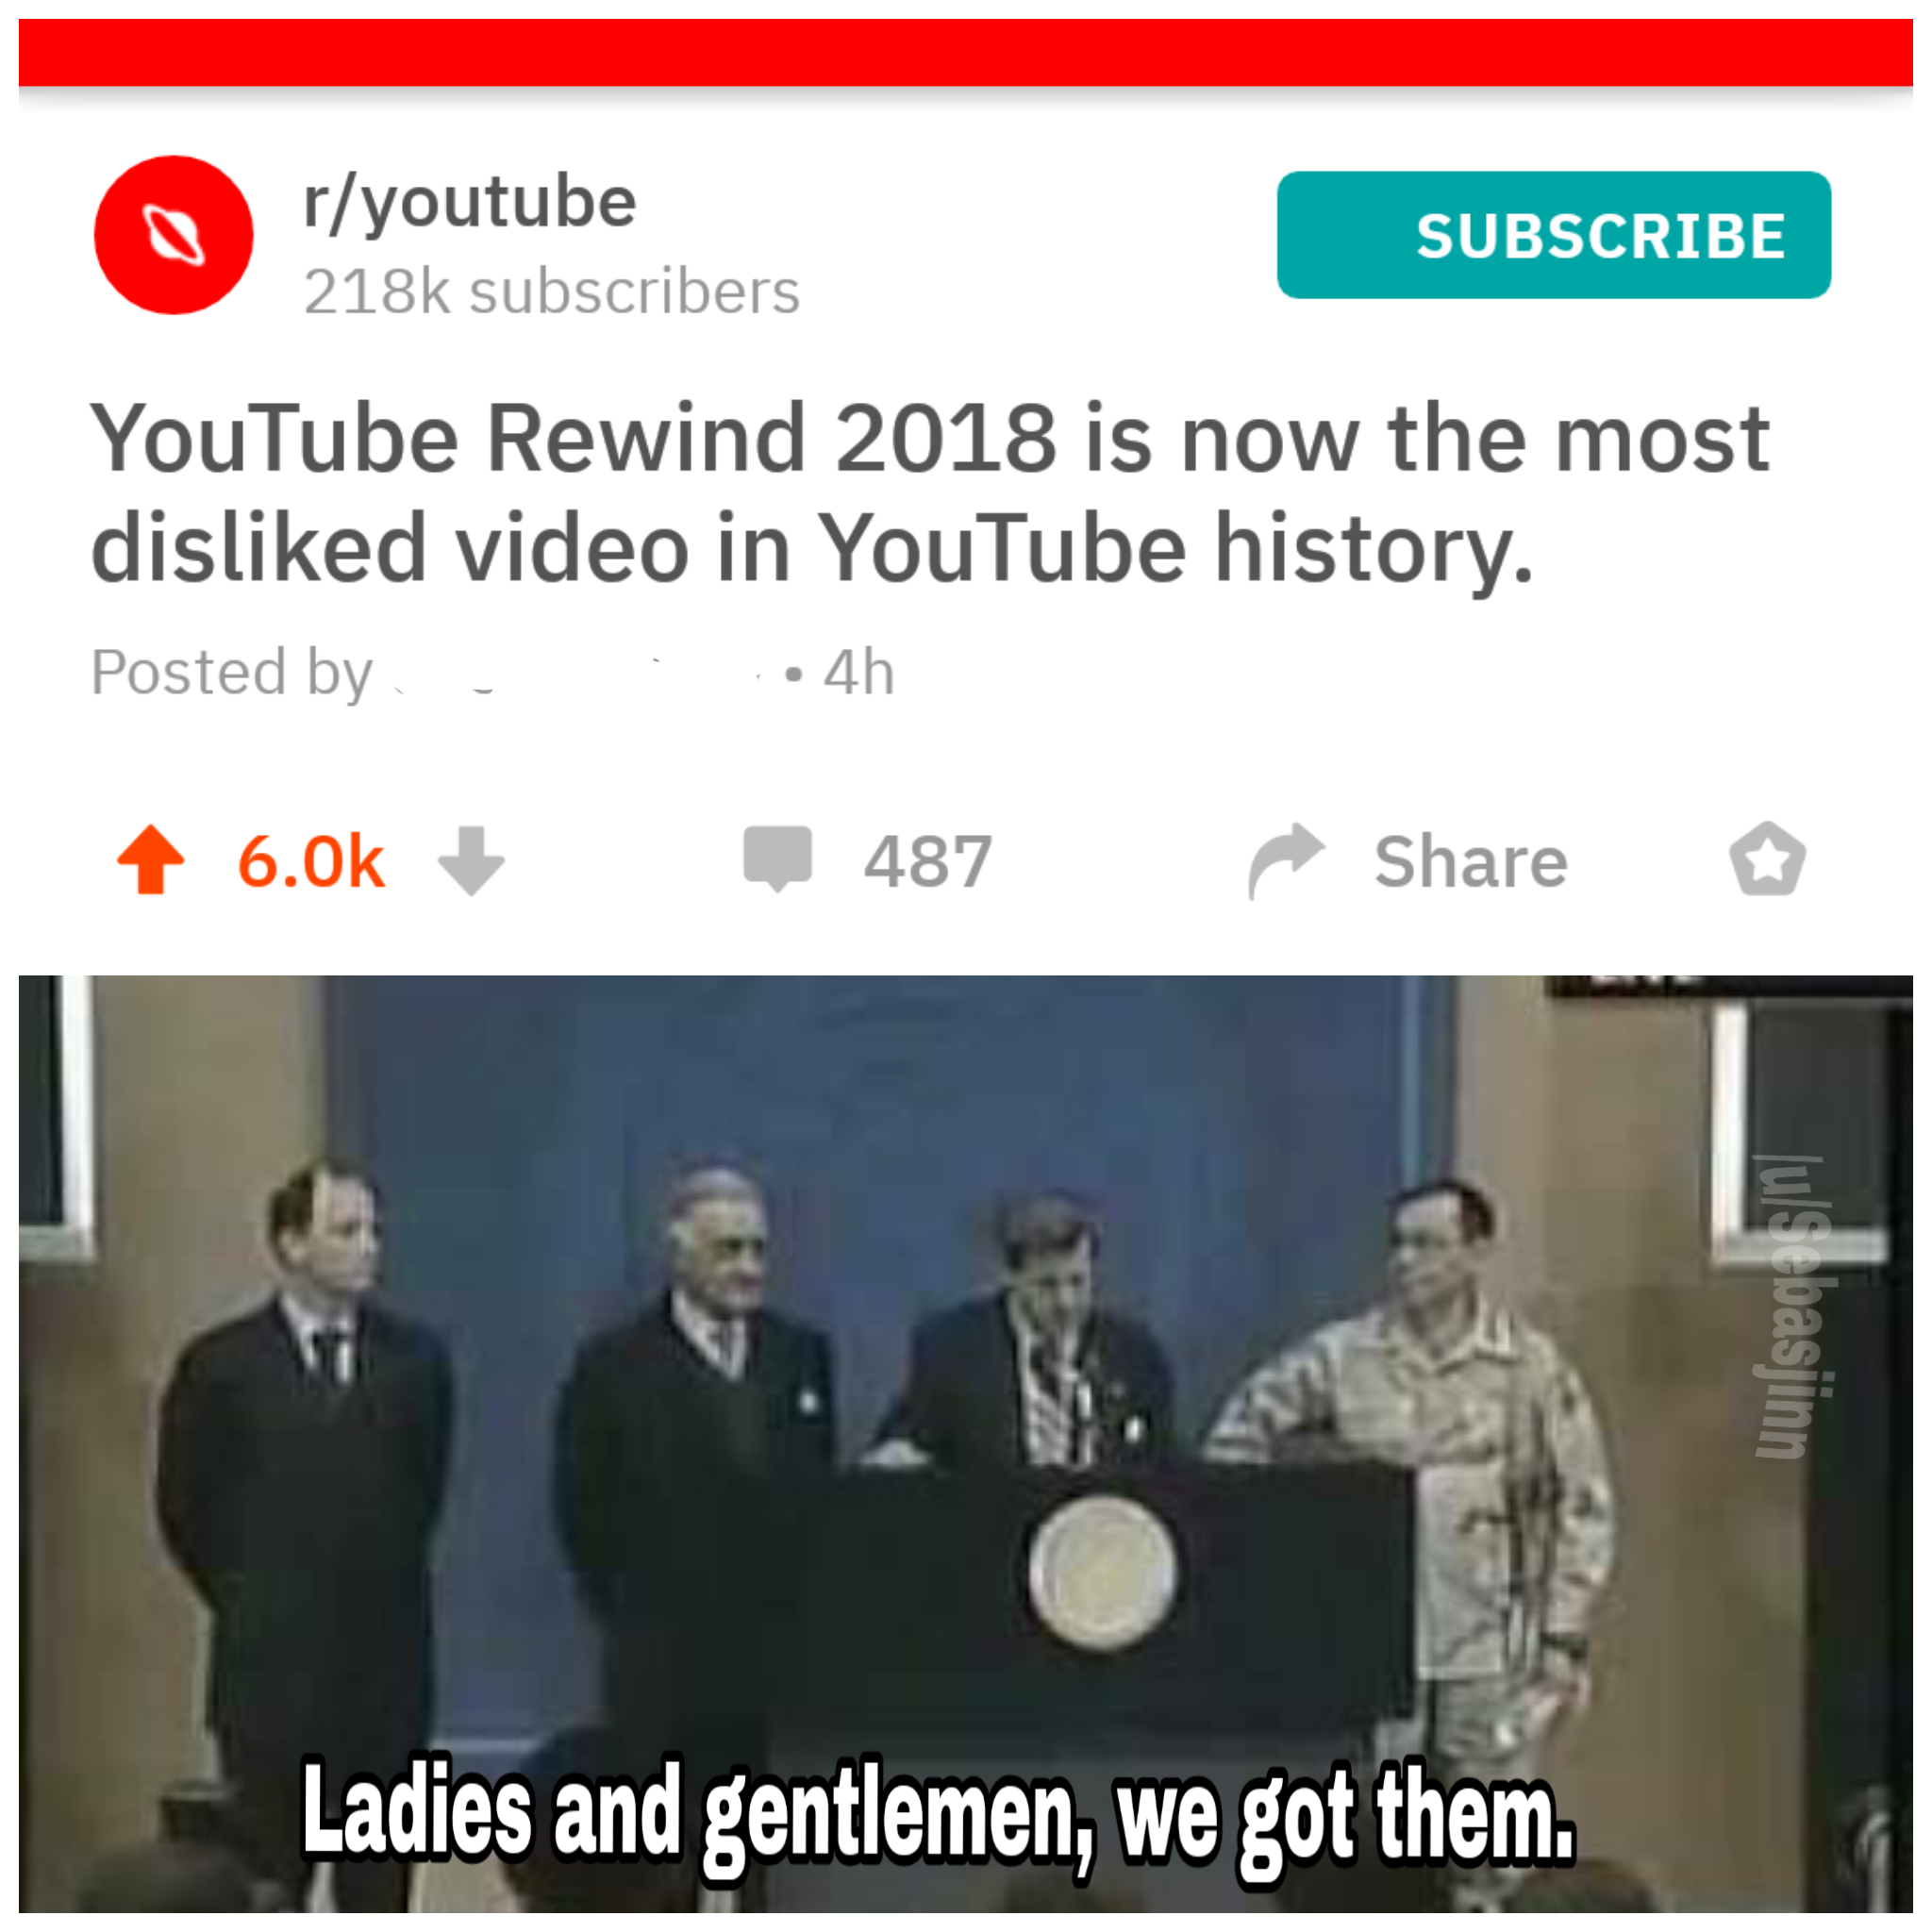 r/youtube
218k subscribers
SUBSCRIBE
YouTube Rewind 2018 is now the most
disliked video in YouTube history.
Posted by
• 4h
6.0k
487
Share
/u/Sebasjinn
Ladies and gentlemen, we got them.